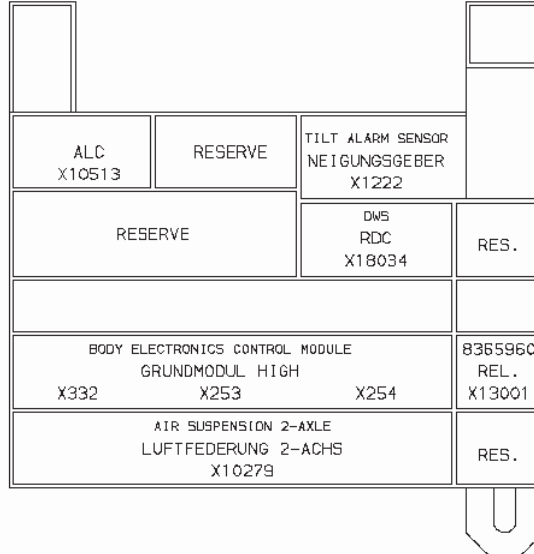 ALC
X10513
RESERVE
TILT ALARM SENSOR
NEIGUNGSGEBER
X1222
RESERVE
DWS
RDC
X18034
RES.
BODY ELECTRONICS CONTROL MODULE
GRUNDMODUL HIGH
X332 X253 X254
8365960
REL.
X13001
AIR SUSPENSION 2-AXLE
LUFTFEDERUNG 2-ACHS
X10279
RES.